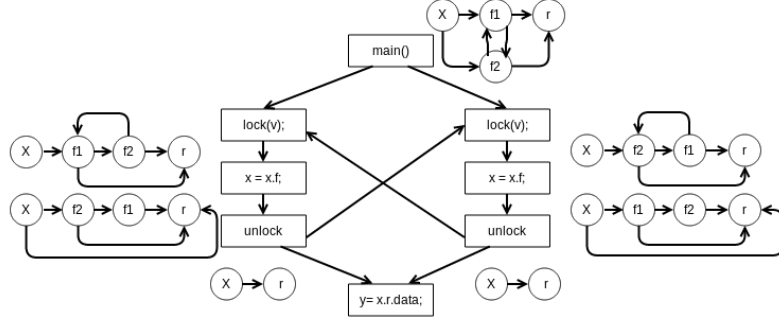 X f1 r
main()
f2
lock(v); lock(v);
X f1 f2 r
X f2 f1 r
x = x.f; x = x.f;
X f2 f1 r
X f1 f2 r
unlock unlock
X r
X r
y= x.r.data;